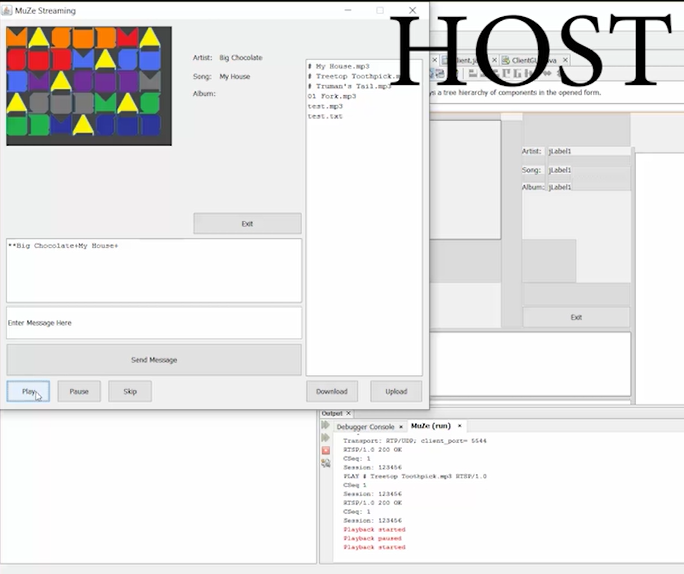 MuZe Streaming
HOST
Artist: Big Chocolate
Song: My House
Album:
# My House.mp3
# Treetop Toothpick.m
# Truman's Tail.mp3
01 Fork.mp3
test.mp3
test.txt
Exit
**Big Chocolate+My House+
Enter Message Here
Send Message
Play
Pause
Skip
Download
Upload
ys a tree hierarchy of components in the opened form.
Artist: jLabel1
Song: jLabel1
Album: jLabel1
Exit
Output
Debugger Console
MuZe (run)
Transport: RTP/UDP; client_port= 5544
RTSP/1.0 200 OK
CSeq: 1
Session: 123456
PLAY # Treetop Toothpick.mp3 RTSP/1.0
CSeq 1
Session: 123456
RTSP/1.0 200 OK
CSeq: 1
Session: 123456
Playback started
Playback paused
Playback started